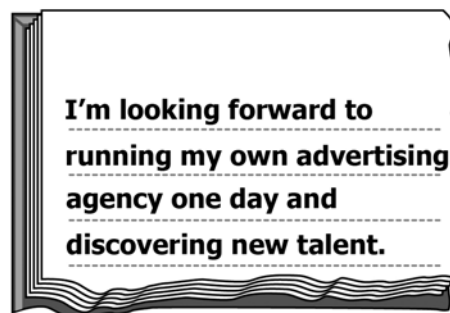 I'm looking forward to
running my own advertising
agency one day and
discovering new talent.